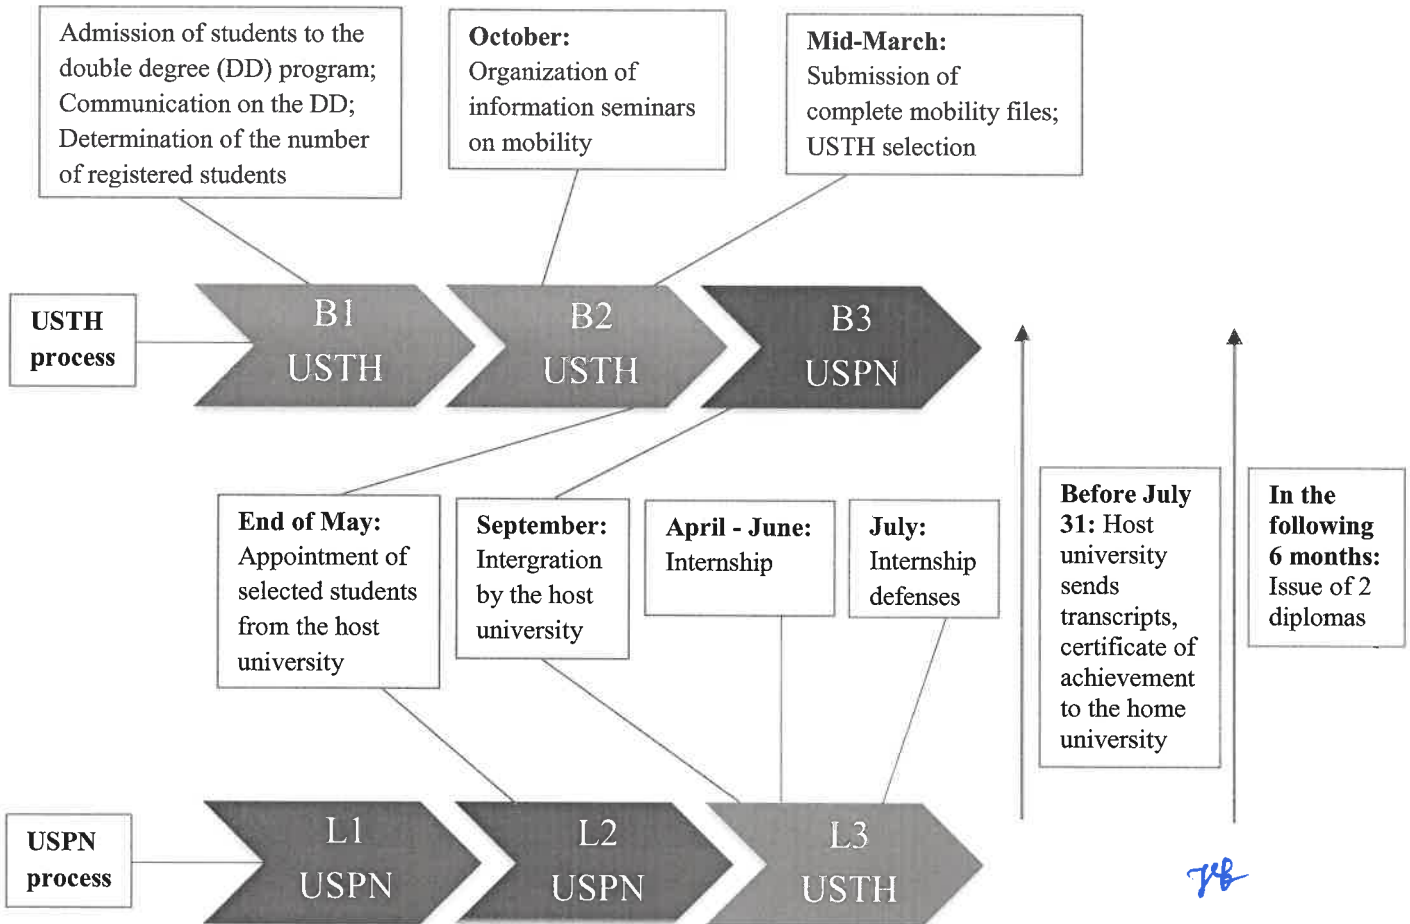 Admission of students to the
double degree (DD) program;
Communication on the DD;
Determination of the number
of registered students
October:
Organization of
information seminars
on mobility
Mid-March:
Submission of
complete mobility files;
USTH selection
USTH
process
B1
USTH
B2
USTH
B3
USPN
End of May:
Appointment of
selected students
from the host
university
September:
Intergration
by the host
university
April - June:
Internship
July:
Internship
defenses
Before July
31: Host
university
sends
transcripts,
certificate of
achievement
to the home
university
In the
following
6 months:
Issue of 2
diplomas
USPN
process
L1
USPN
L2
USPN
L3
USTH